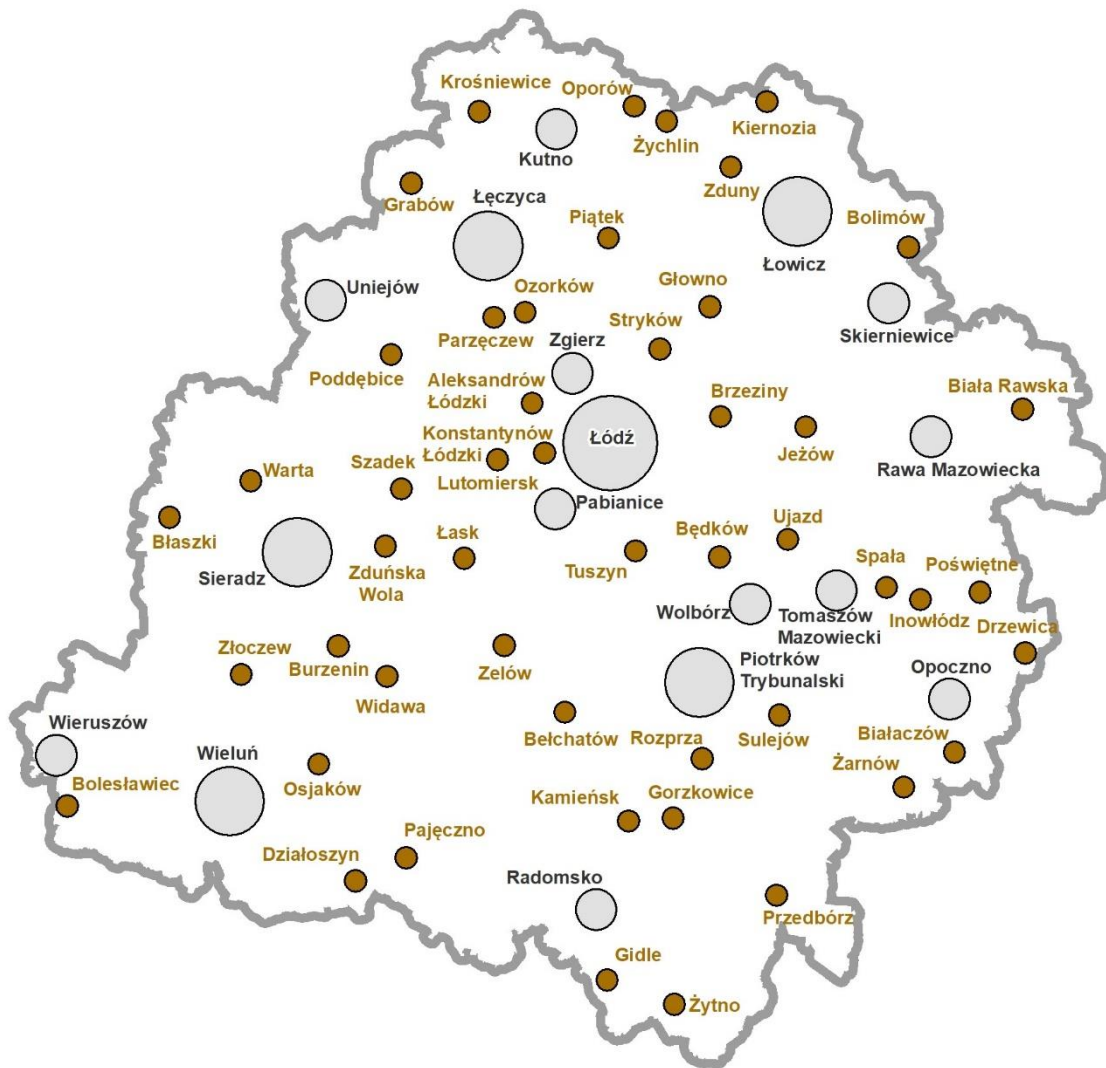 Krośniewice
Oporów
Kiernozia
Żychlin
Kutno
Zduny
Grabów
Łęczyca
Piątek
Bolimów
Łowicz
Uniejów
Ozorków
Głowno
Parzęczew
Stryków
Skierniewice
Zgierz
Poddębice
Aleksandrów
Łódzki
Brzeziny
Biała Rawska
Konstantynów
Łódzki
Łódź
Jeżów
Rawa Mazowiecka
Warta
Szadek
Lutomiersk
Pabianice
Błaszki
Sieradz
Zduńska
Wola
Łask
Tuszyn
Będków
Ujazd
Spała
Poświętne
Wolbórz
Tomaszów
Mazowiecki
Inowłódz
Drzewica
Złoczew
Burzenin
Widawa
Zelów
Piotrków
Trybunalski
Opoczno
Wieruszów
Wieluń
Bełchatów
Rozprza
Sulejów
Białaczów
Żarnów
Bolesławiec
Osjaków
Kamieńsk
Gorzkowice
Pajęczno
Działoszyn
Radomsko
Przedbórz
Gidle
Żytno